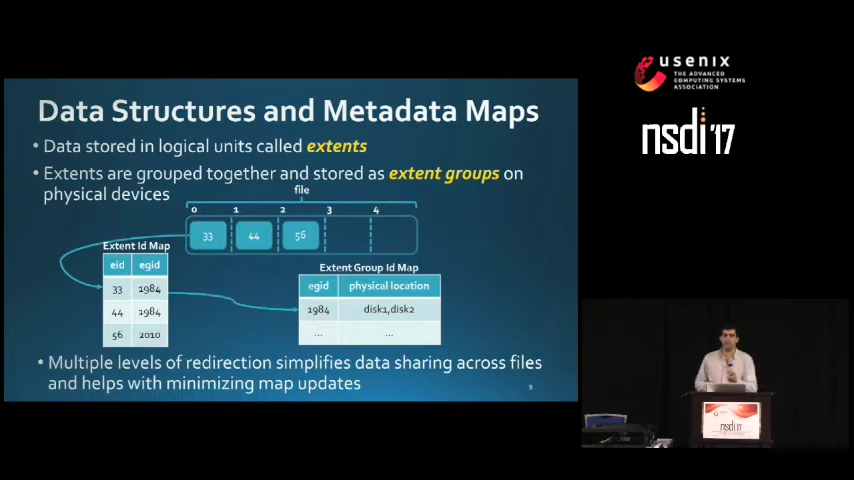 Data Structures and Metadata Maps
• Data stored in logical units called extents
• Extents are grouped together and stored as extent groups on
physical devices
file
0 1 2 3 4
33 44 56
Extent Id Map
eid egid
33 1984
44 1984
56 2010
Extent Group Id Map
egid physical location
1984 disk1,disk2
... ...
• Multiple levels of redirection simplifies data sharing across files
and helps with minimizing map updates
9
usenix
THE ADVANCED
COMPUTING SYSTEMS
ASSOCIATION
nsdi '17
nsdi '17